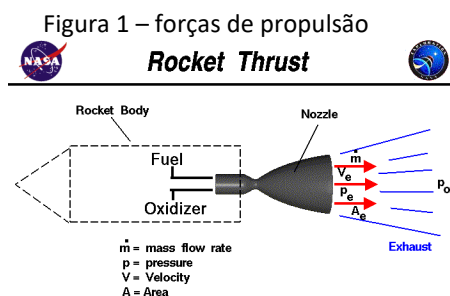 Figura 1 – forças de propulsão
NASA
Rocket Thrust
Rocket Body
Nozzle
Fuel
Oxidizer
ṁ
Vₑ
pₑ
Aₑ
pₒ
Exhaust
ṁ = mass flow rate
p = pressure
V = Velocity
A = Area